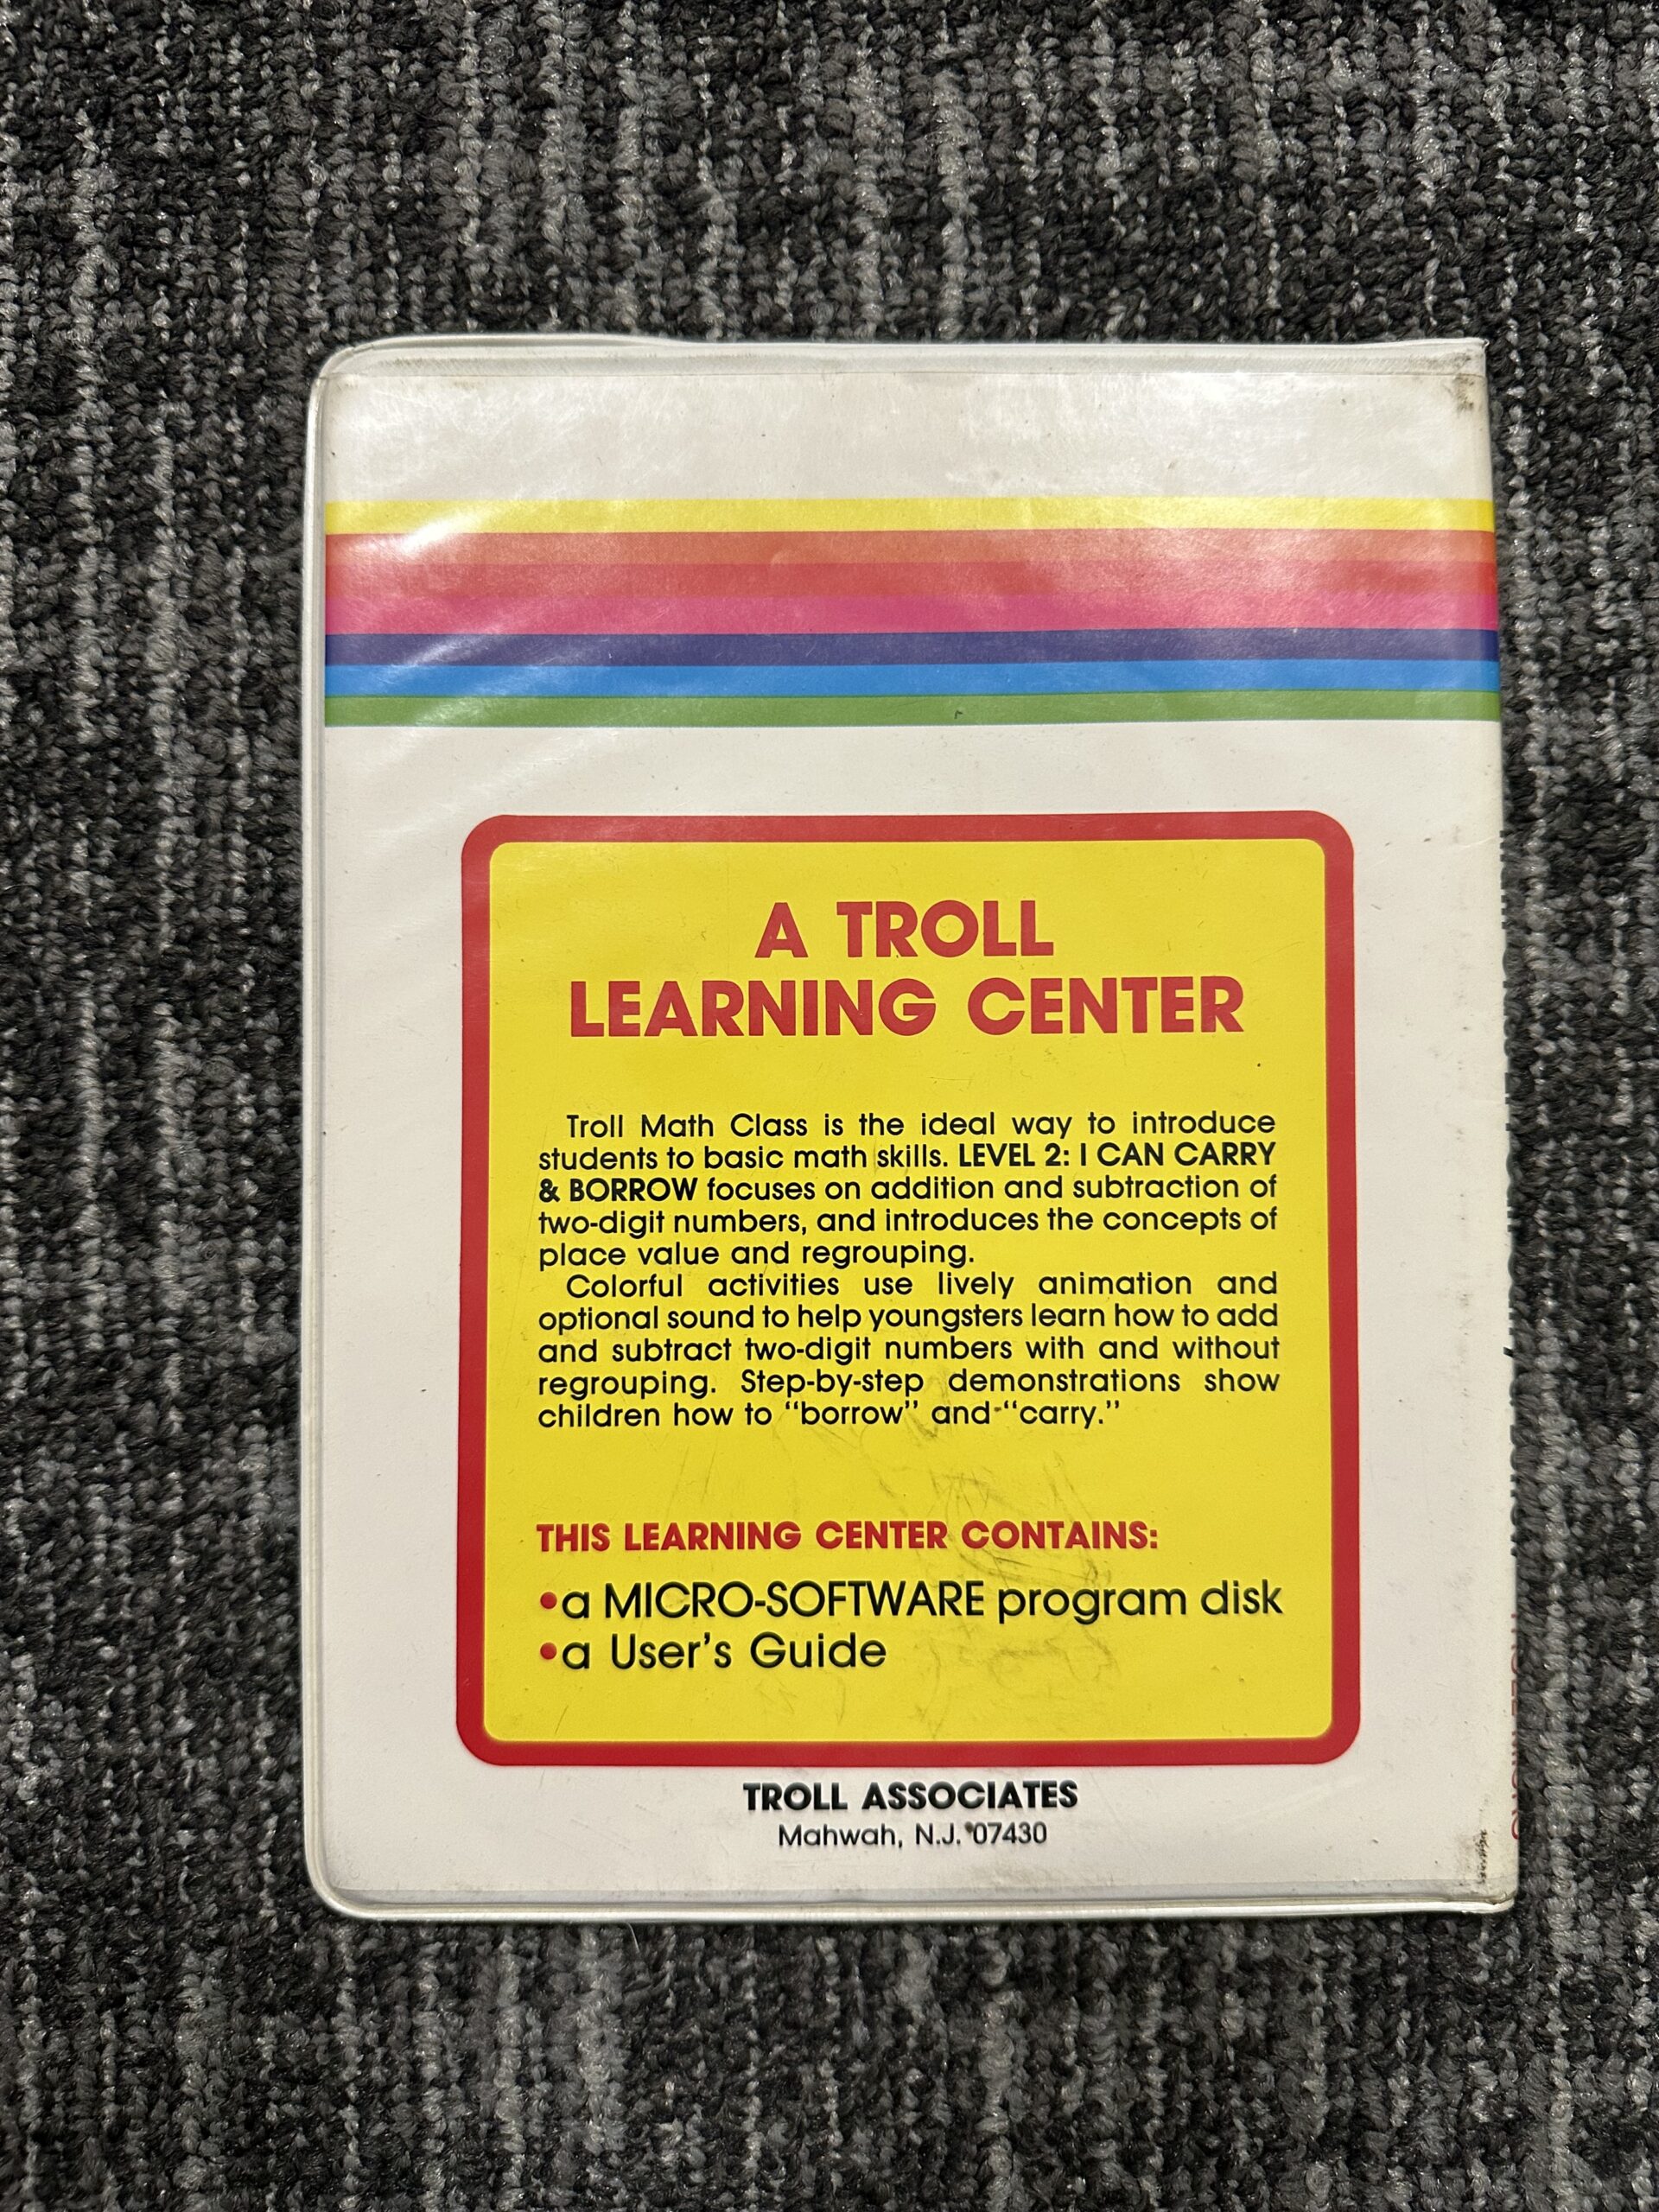 A TROLL
LEARNING CENTER
Troll Math Class is the ideal way to introduce
students to basic math skills. LEVEL 2: I CAN CARRY
& BORROW focuses on addition and subtraction of
two-digit numbers, and introduces the concepts of
place value and regrouping.
Colorful activities use lively animation and
optional sound to help youngsters learn how to add
and subtract two-digit numbers with and without
regrouping. Step-by-step demonstrations show
children how to “borrow” and “carry.”
THIS LEARNING CENTER CONTAINS:
•a MICRO-SOFTWARE program disk
•a User’s Guide
TROLL ASSOCIATES
Mahwah, N.J. 07430